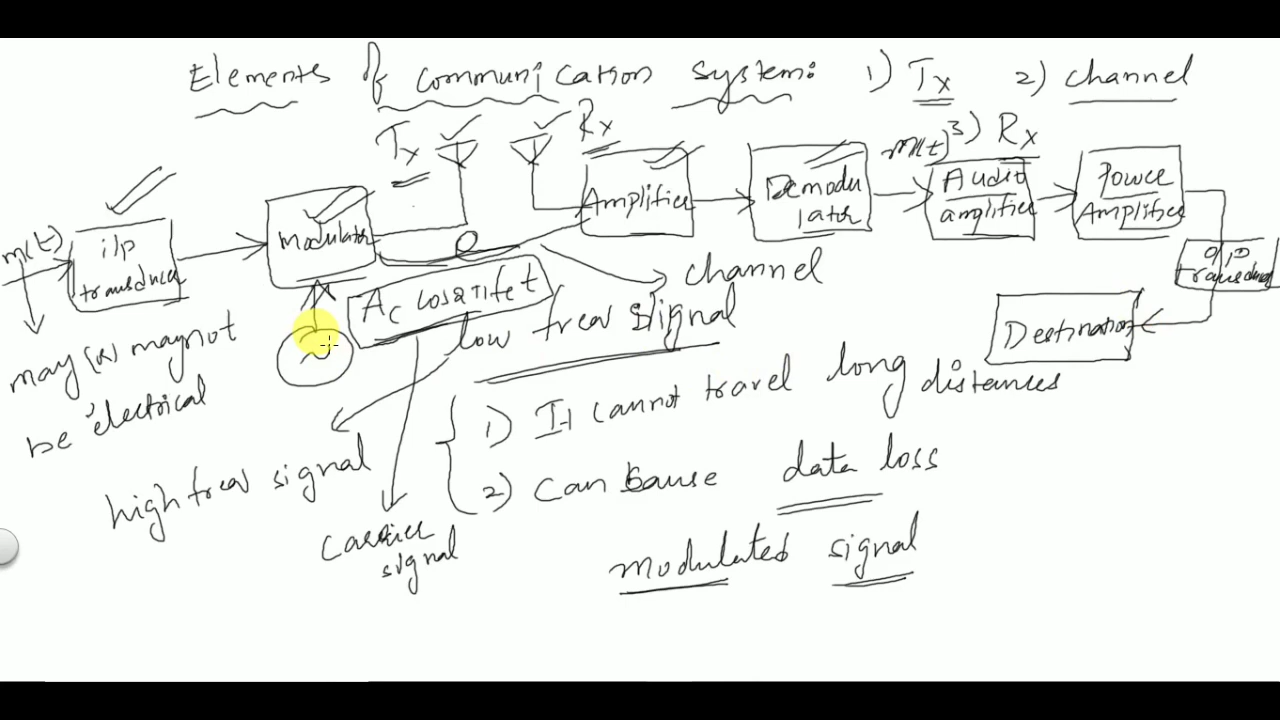 Elements of communication system: 1) Tx 2) channel
3) Rx
Tx
Rx
m(t)
i/p
transducer
modulator
Amplifier
Demodu
lator
m(t)
Audio
amplifier
Power
Amplifier
o/p
transducer
Destination
channel
Ac cos2πfct
low freq signal
may (or) may not
be electrical
high freq signal
carrier
signal
1) It cannot travel long distances
2) Can cause data loss
modulated signal